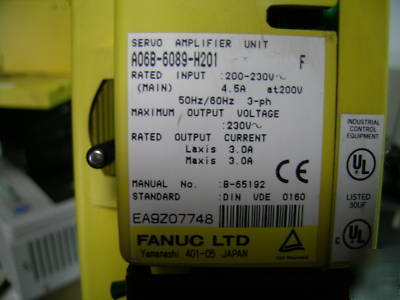 SERVO AMPLIFIER UNIT
A06B-6089-H201 F
RATED INPUT :200-230V~
(MAIN) 4.5A at200V
50Hz/60Hz 3-ph
MAXIMUM OUTPUT VOLTAGE
:230V~
RATED OUTPUT CURRENT
Laxis 3.0A
Maxis 3.0A
CE
MANUAL No. :B-65192
STANDARD :DIN VDE 0160
EA9Z07748
FANUC LTD
Yamanashi 401-05 JAPAN
INDUSTRIAL
CONTROL
EQUIPMENT
UL
LISTED
30UF
c UL